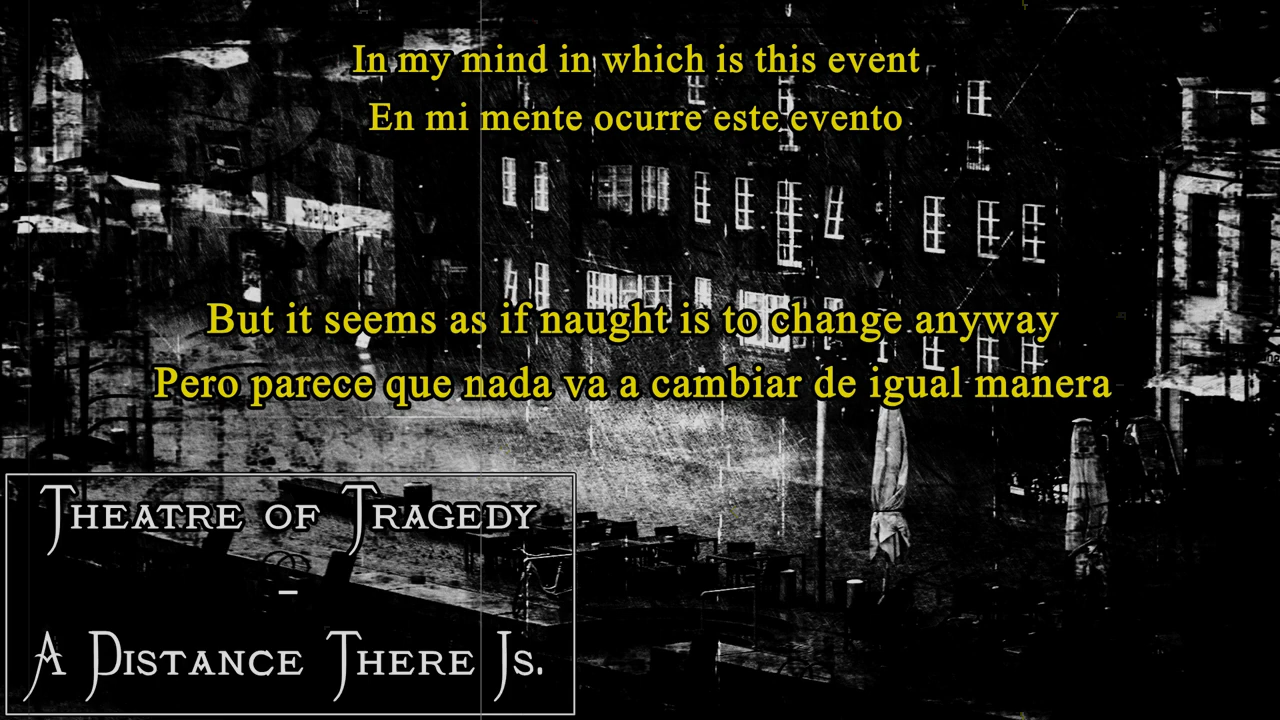 In my mind in which is this event
En mi mente ocurre este evento
But it seems as if naught is to change anyway
Pero parece que nada va a cambiar de igual manera
Theatre of Tragedy
-
A Distance There Is.